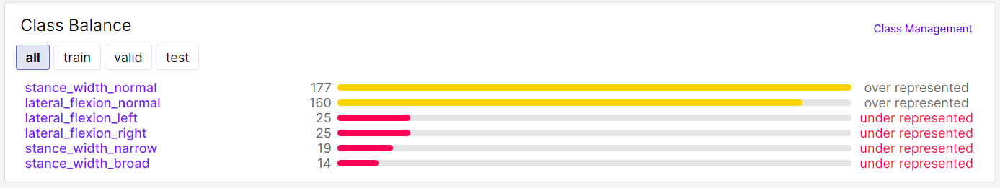 Class Balance
Class Management
all train valid test
stance_width_normal 177 over represented
lateral_flexion_normal 160 over represented
lateral_flexion_left 25 under represented
lateral_flexion_right 25 under represented
stance_width_narrow 19 under represented
stance_width_broad 14 under represented